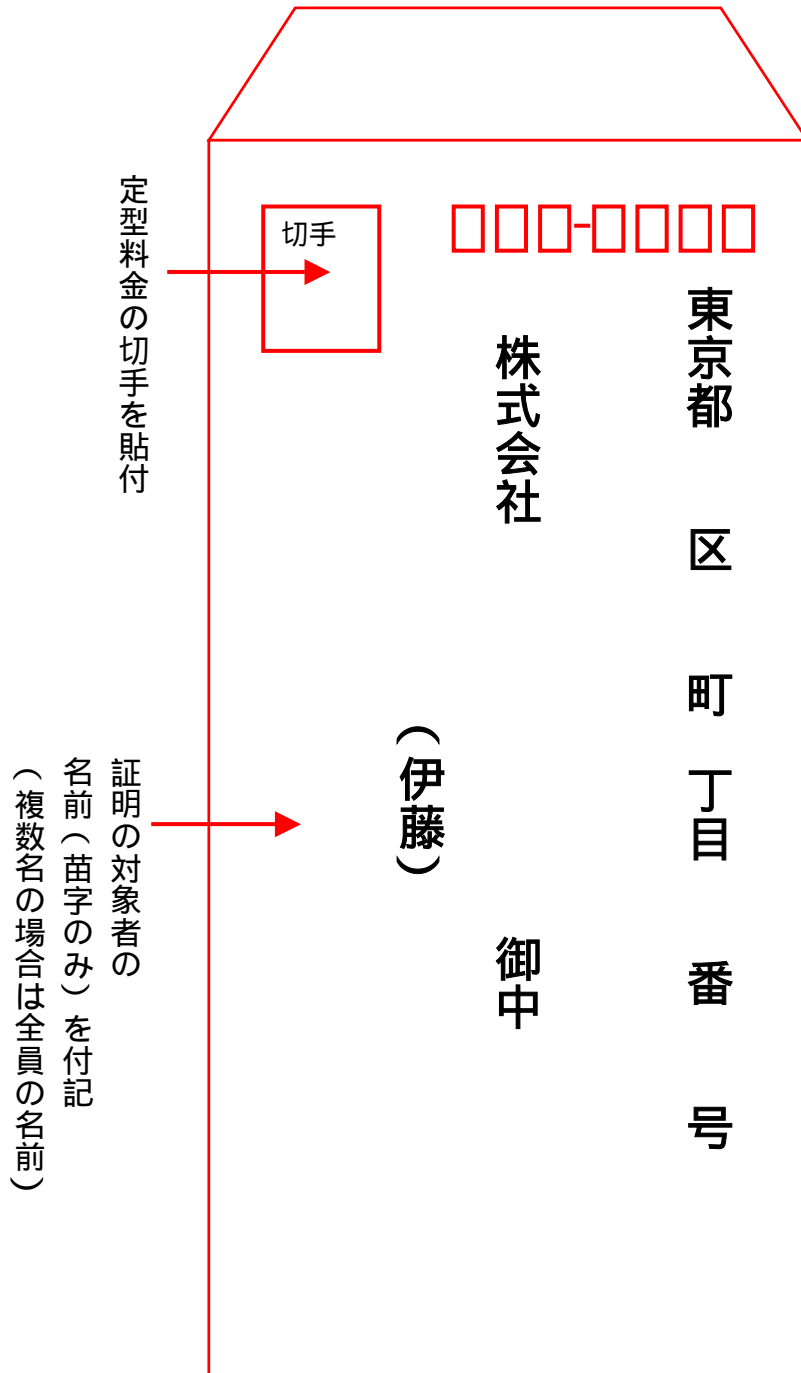 東京都 区 町 丁目 番 号
株式会社 御中
(伊藤)
切手
定型料金の切手を貼付
証明の対象者の
名前(苗字のみ)を付記
(複数名の場合は全員の名前)